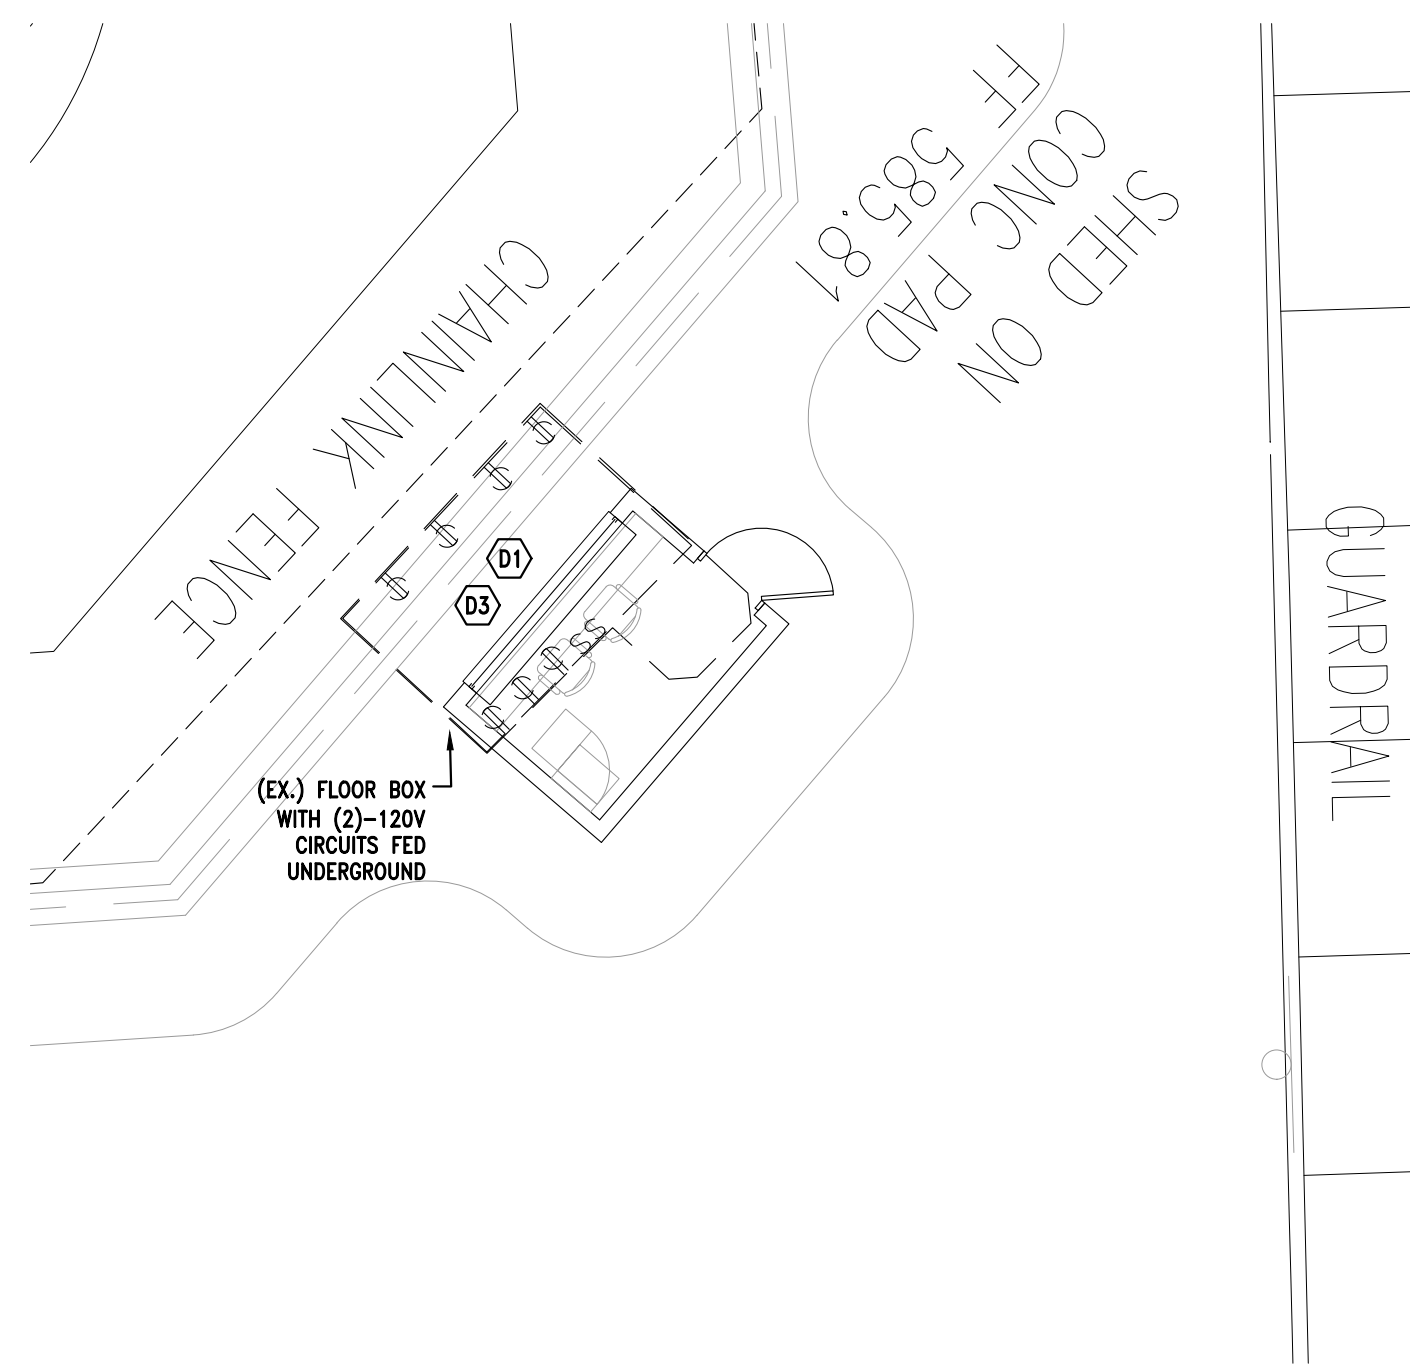 SHED ON
CONC PAD
FF 585.81
CHAINLINK FENCE
GUARDRAIL
D1
D3
S
S
(EX.) FLOOR BOX
WITH (2)-120V
CIRCUITS FED
UNDERGROUND